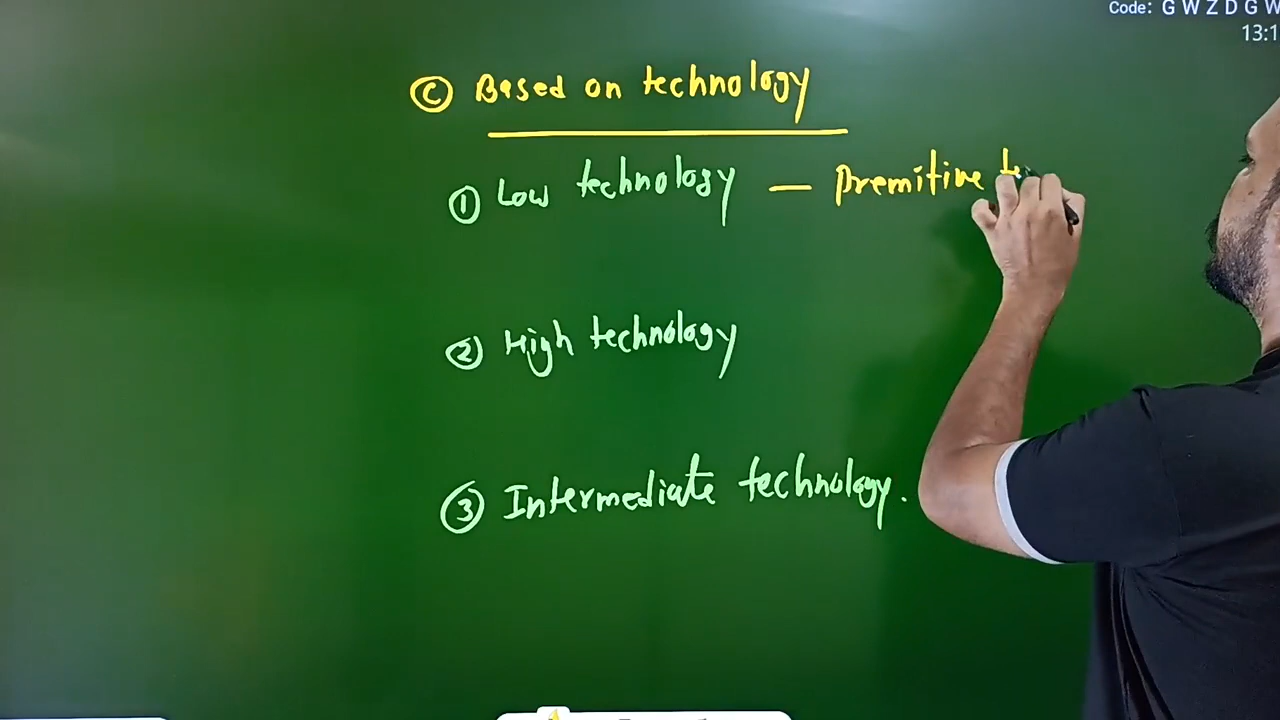 Code: G W Z D G W
13:1
Ⓒ Based on technology
① Low technology — Premitive t
② High technology
③ Intermediate technology.